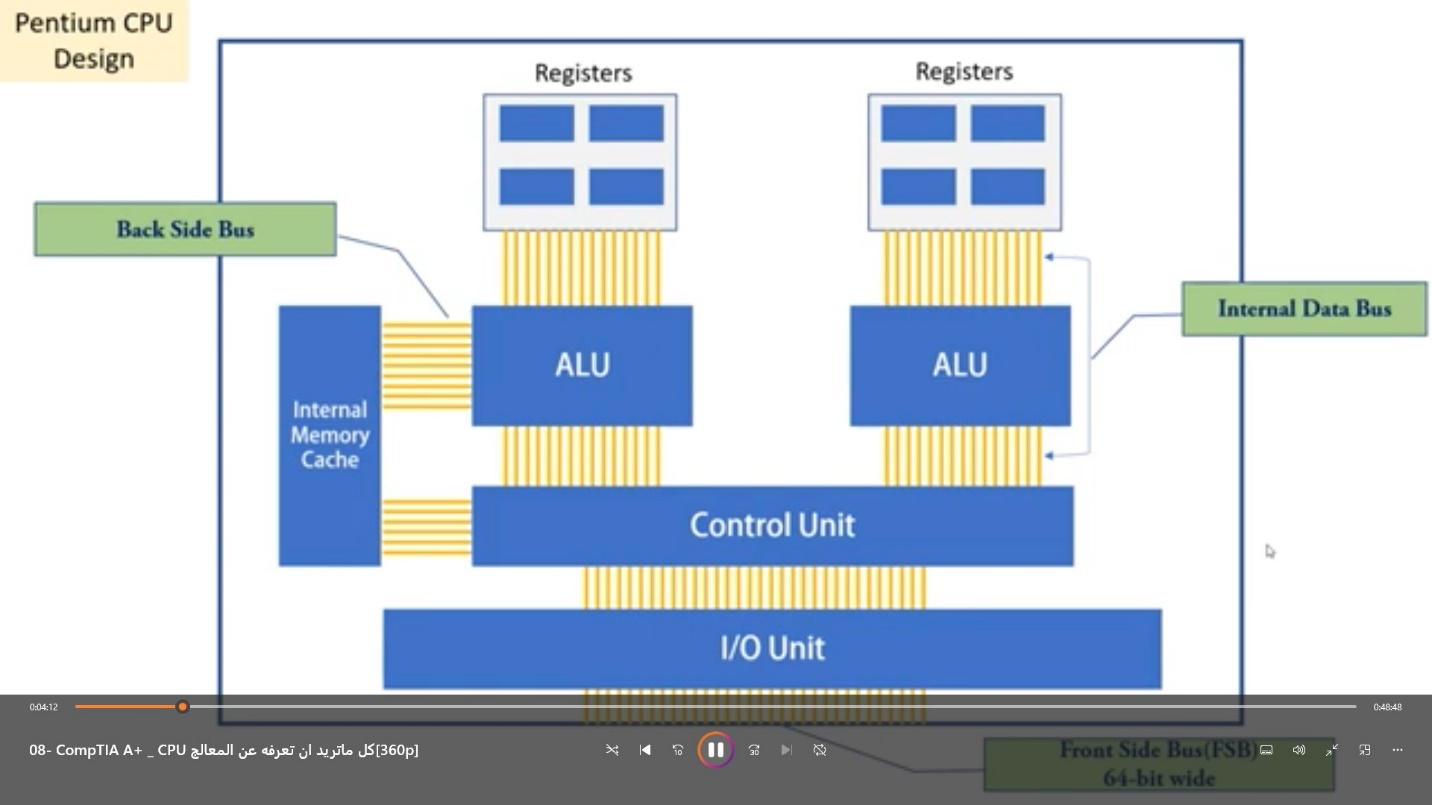 Pentium CPU
Design
Registers
Registers
Back Side Bus
Internal Data Bus
ALU
ALU
Internal
Memory
Cache
Control Unit
I/O Unit
0:04:12
0:48:48
08- CompTIA A+ _ CPU كل ماتريد ان تعرفه عن المعالج[360p]
10
30
Front Side Bus(FSB)
64-bit wide